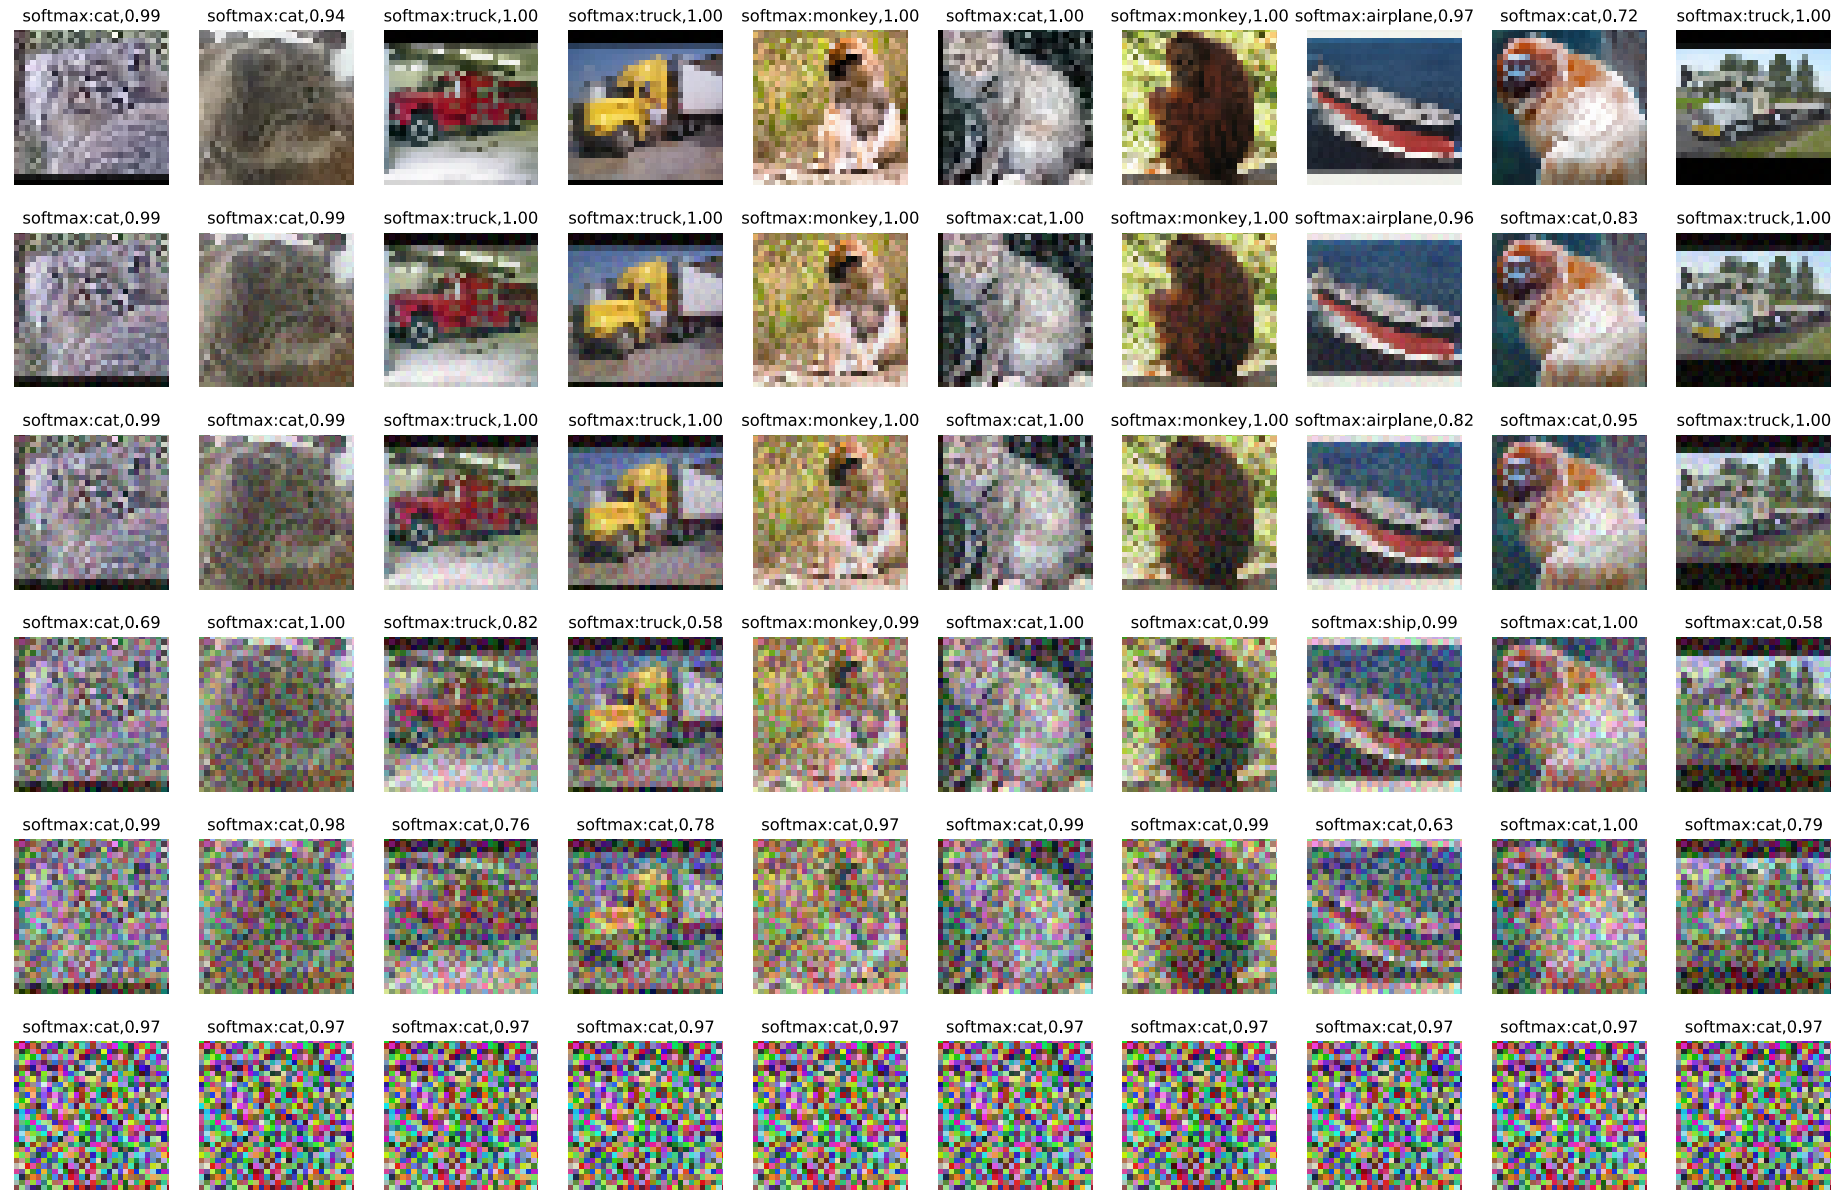 softmax:cat,0.99 softmax:cat,0.94 softmax:truck,1.00 softmax:truck,1.00 softmax:monkey,1.00 softmax:cat,1.00 softmax:monkey,1.00 softmax:airplane,0.97 softmax:cat,0.72 softmax:truck,1.00
softmax:cat,0.99 softmax:cat,0.99 softmax:truck,1.00 softmax:truck,1.00 softmax:monkey,1.00 softmax:cat,1.00 softmax:monkey,1.00 softmax:airplane,0.96 softmax:cat,0.83 softmax:truck,1.00
softmax:cat,0.99 softmax:cat,0.99 softmax:truck,1.00 softmax:truck,1.00 softmax:monkey,1.00 softmax:cat,1.00 softmax:monkey,1.00 softmax:airplane,0.82 softmax:cat,0.95 softmax:truck,1.00
softmax:cat,0.69 softmax:cat,1.00 softmax:truck,0.82 softmax:truck,0.58 softmax:monkey,0.99 softmax:cat,1.00 softmax:cat,0.99 softmax:ship,0.99 softmax:cat,1.00 softmax:cat,0.58
softmax:cat,0.99 softmax:cat,0.98 softmax:cat,0.76 softmax:cat,0.78 softmax:cat,0.97 softmax:cat,0.99 softmax:cat,0.99 softmax:cat,0.63 softmax:cat,1.00 softmax:cat,0.79
softmax:cat,0.97 softmax:cat,0.97 softmax:cat,0.97 softmax:cat,0.97 softmax:cat,0.97 softmax:cat,0.97 softmax:cat,0.97 softmax:cat,0.97 softmax:cat,0.97 softmax:cat,0.97